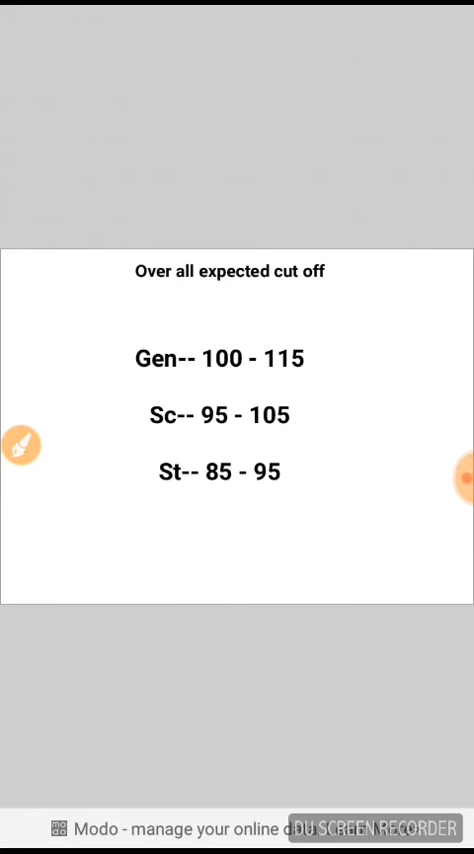 Over all expected cut off
Gen-- 100 - 115
Sc-- 95 - 105
St-- 85 - 95
modo Modo - manage your online
DU SCREEN RECORDER